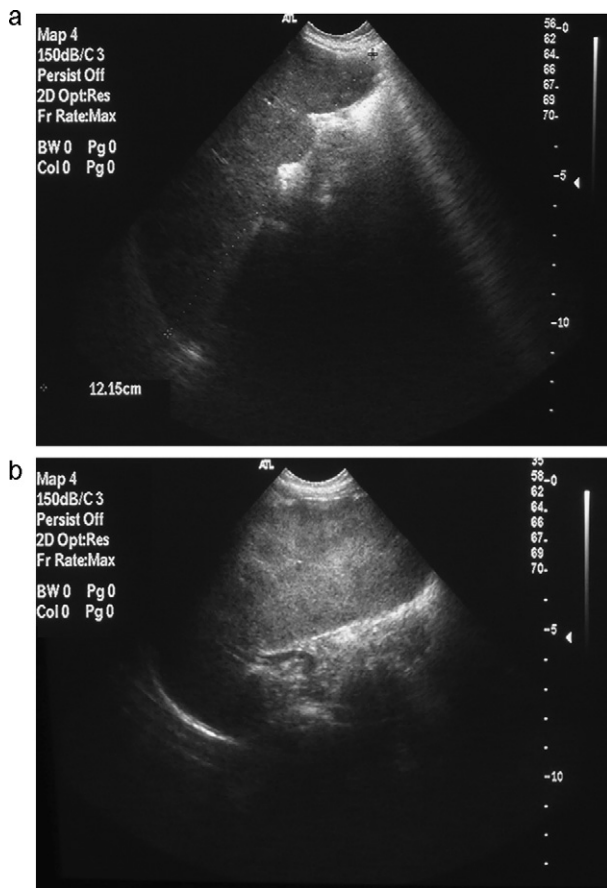 a
ATL
Map 4
150dB/C 3
Persist Off
2D Opt:Res
Fr Rate:Max
BW 0 Pg 0
Col 0 Pg 0
56
62
64
66
67
69
70
0
5
10
12.15cm
b
ATL
Map 4
150dB/C 3
Persist Off
2D Opt:Res
Fr Rate:Max
BW 0 Pg 0
Col 0 Pg 0
35
58
62
64
66
67
69
70
0
5
10